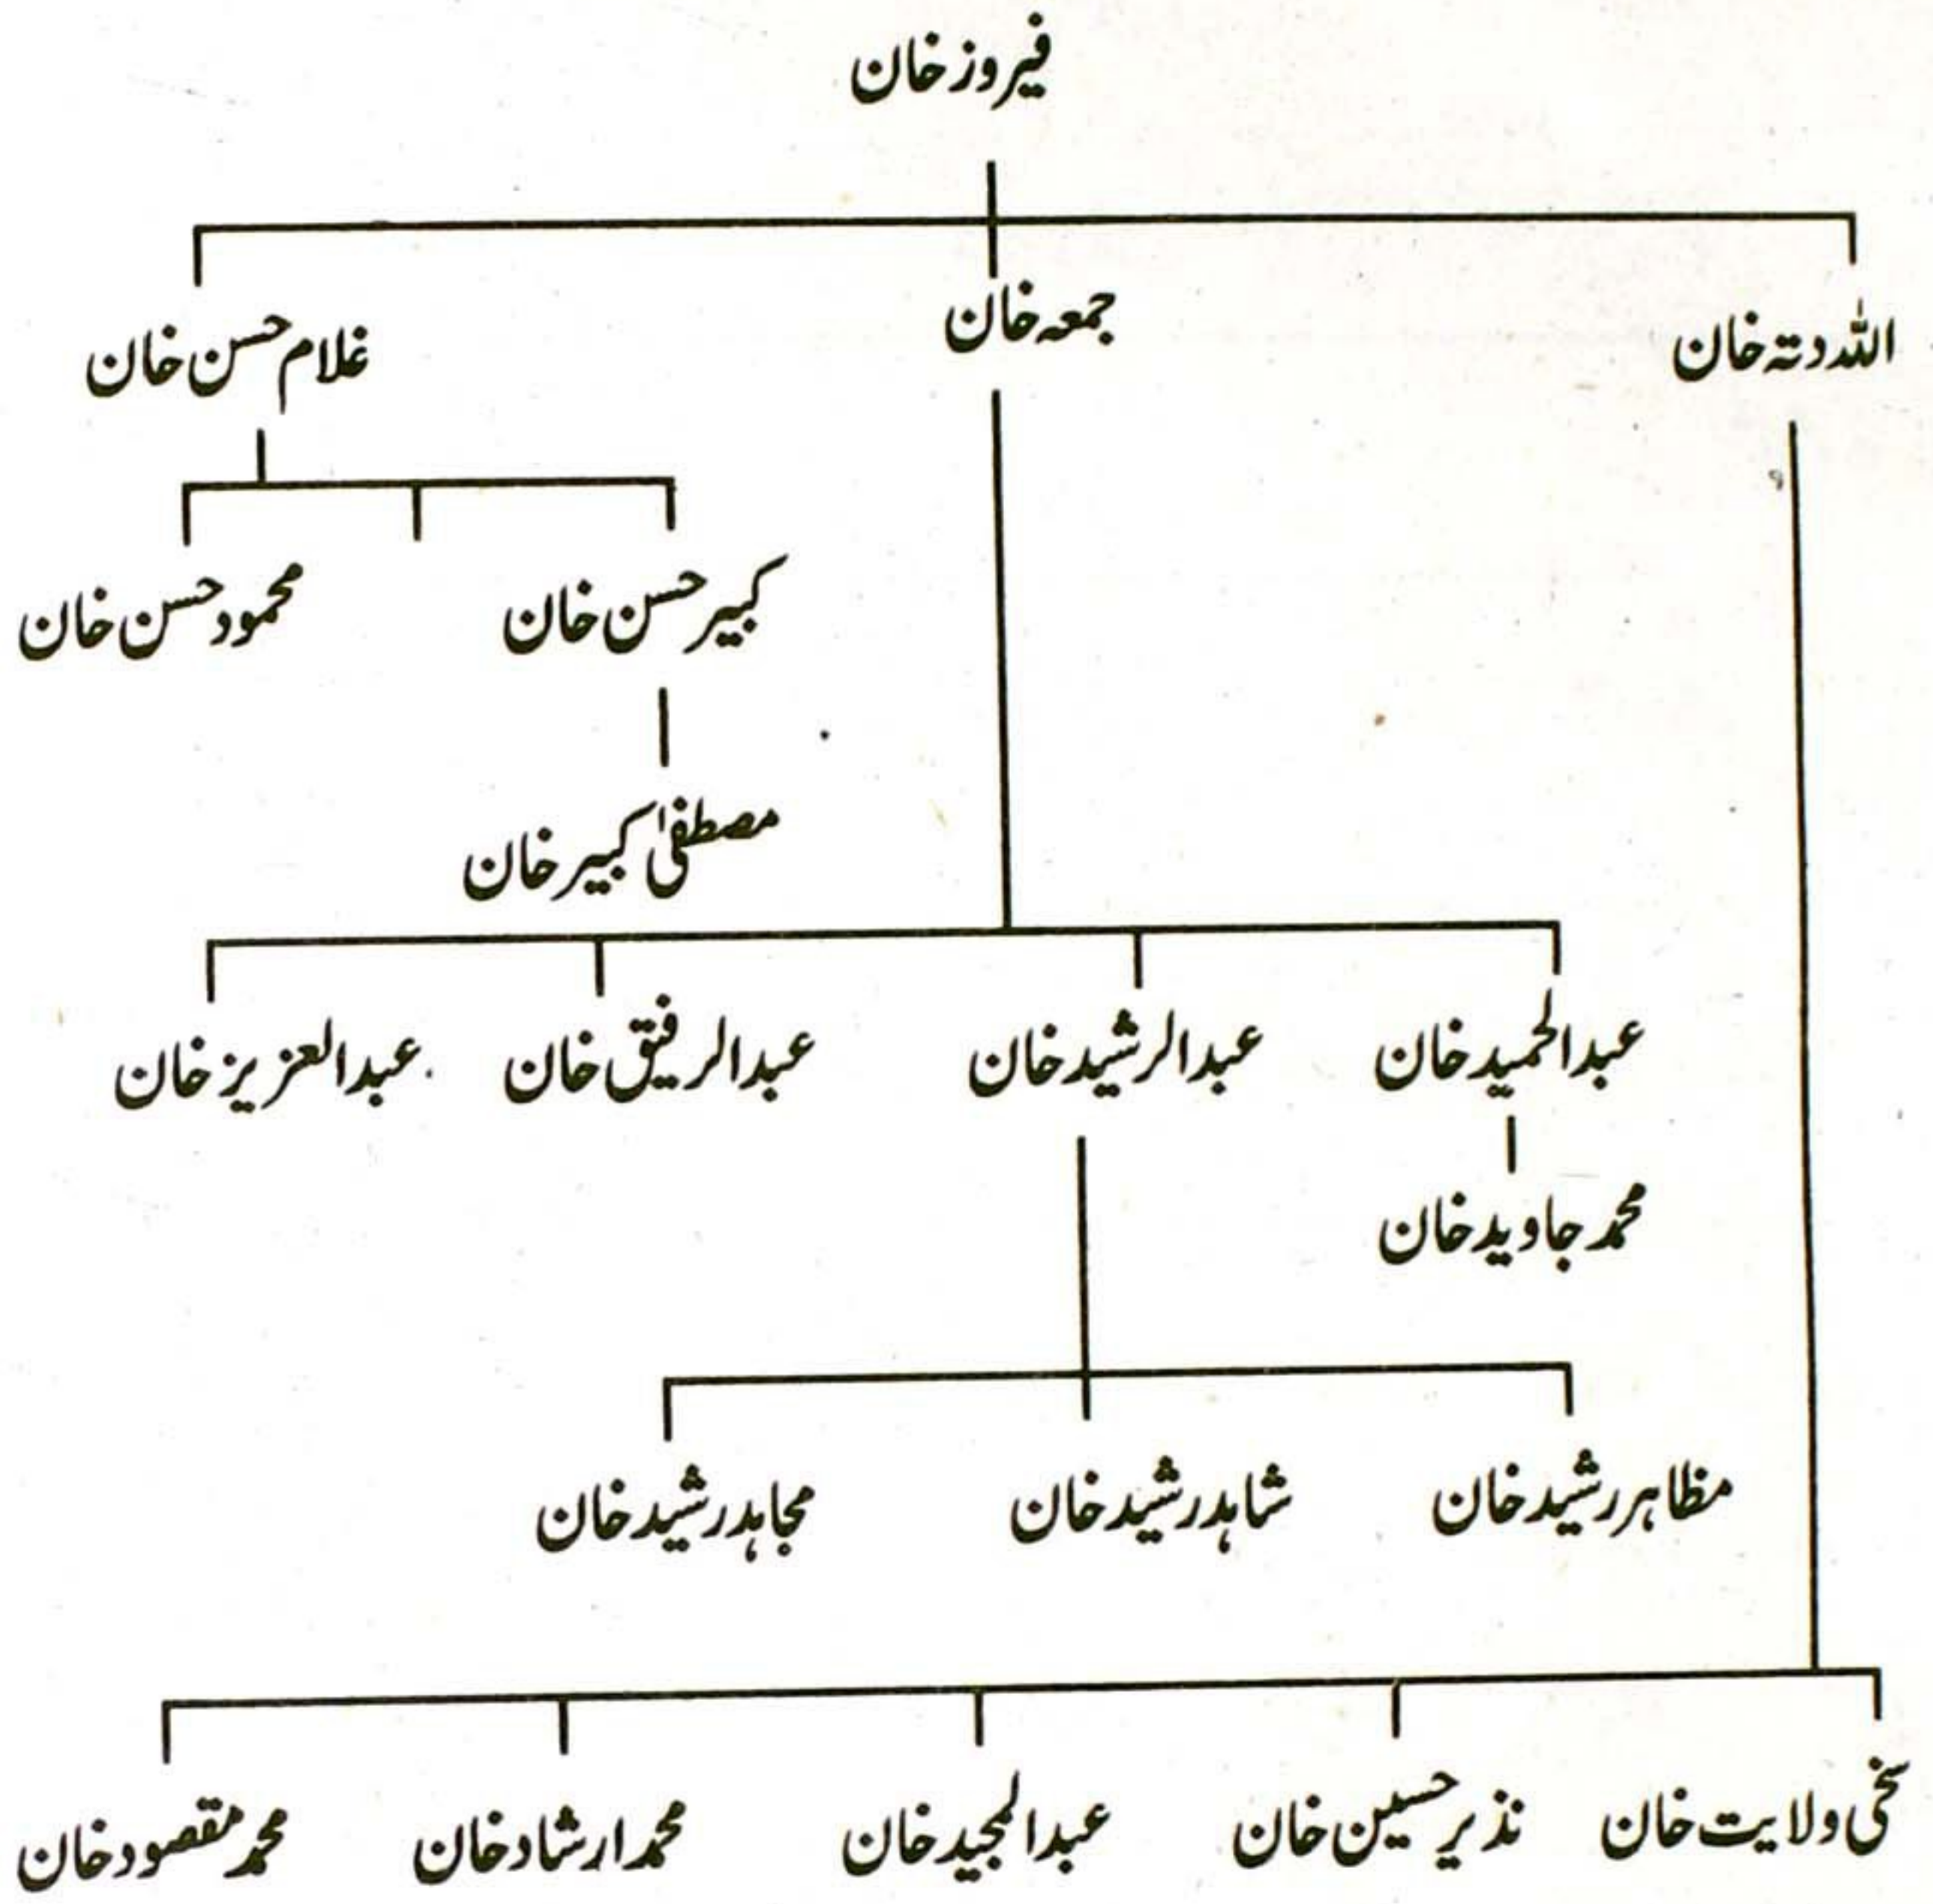 فیروز خان
اللہ دتہ خان جمعہ خان غلام حسن خان
کبیر حسن خان محمود حسن خان
مصطفیٰ کبیر خان
عبدالحمید خان عبدالرشید خان عبدالرفیق خان عبدالعزیز خان
محمد جاوید خان
مظاہر رشید خان شاہد رشید خان مجاہد رشید خان
سخی ولایت خان نذیر حسین خان عبدالمجید خان محمد ارشاد خان محمد مقصود خان